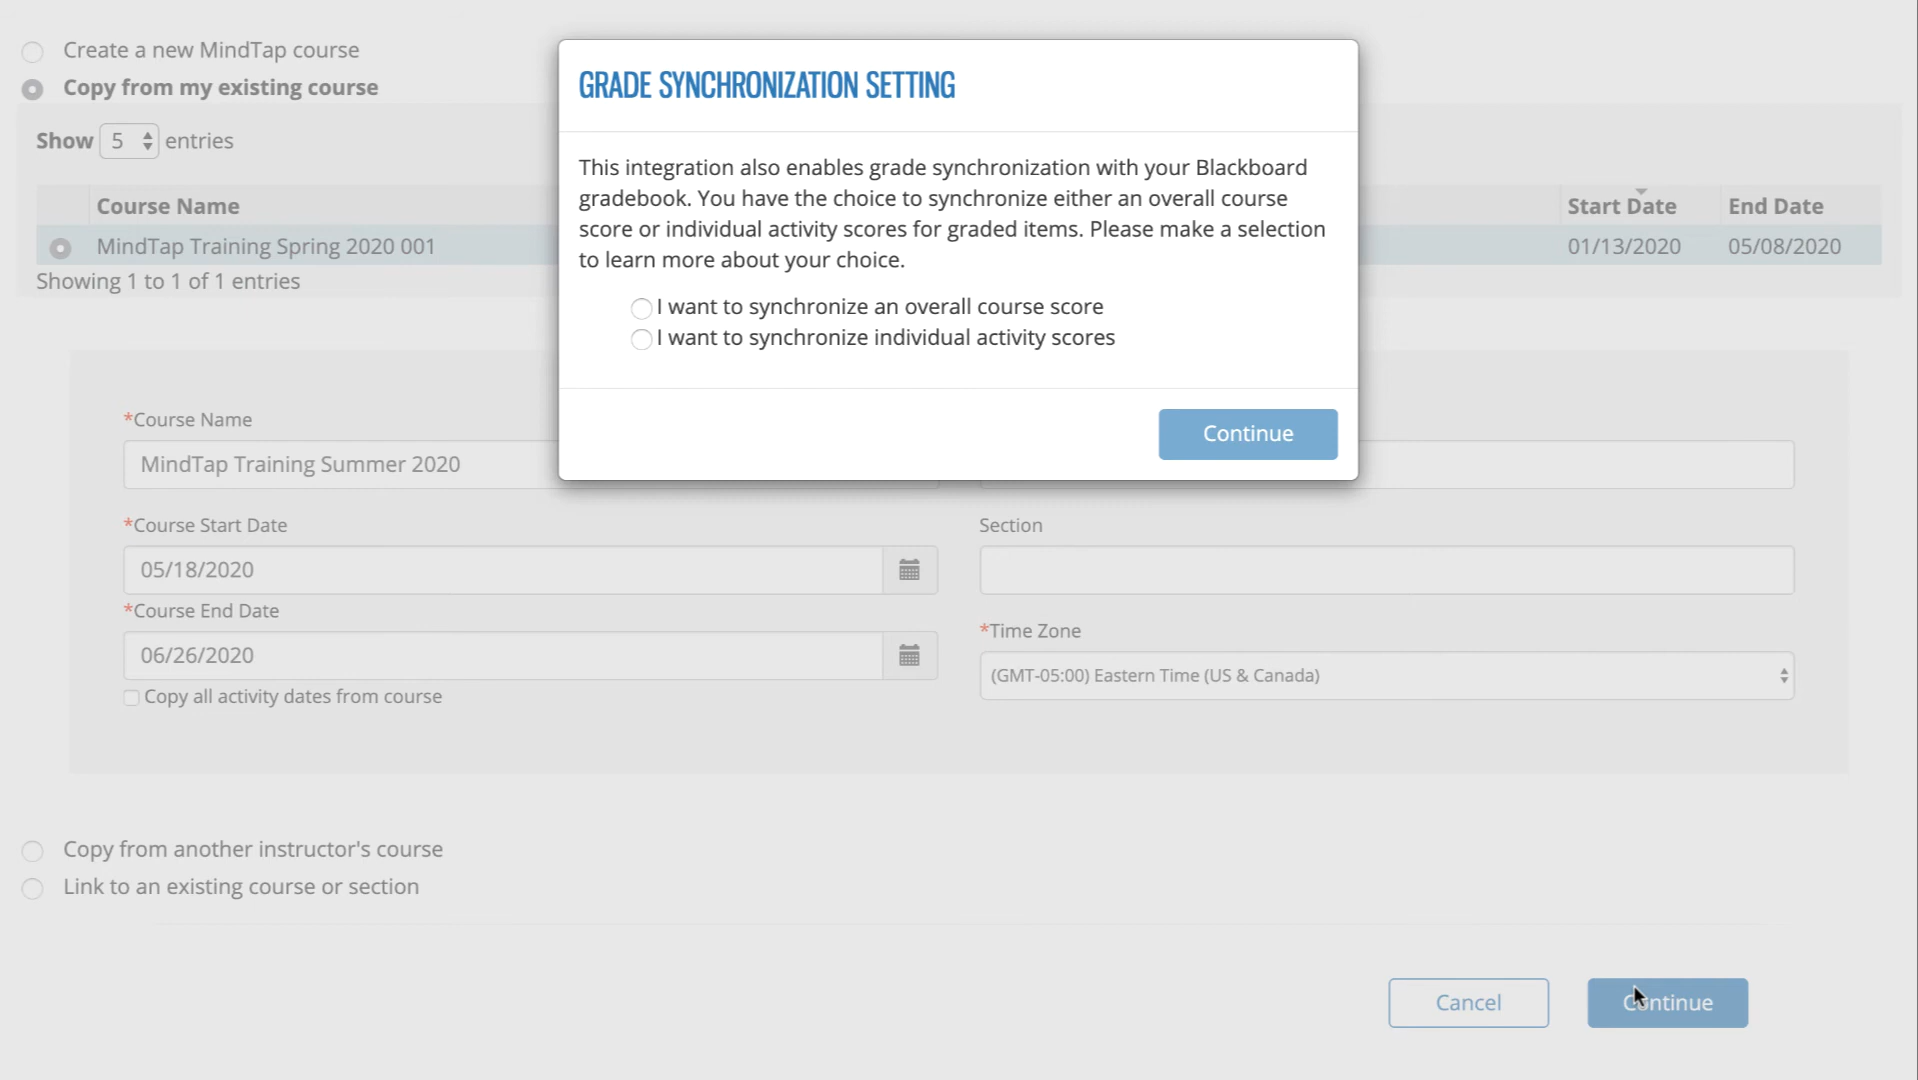 Create a new MindTap course
Copy from my existing course
Show 5 entries
Course Name Start Date End Date
MindTap Training Spring 2020 001 01/13/2020 05/08/2020
Showing 1 to 1 of 1 entries
GRADE SYNCHRONIZATION SETTING
This integration also enables grade synchronization with your Blackboard
gradebook. You have the choice to synchronize either an overall course
score or individual activity scores for graded items. Please make a selection
to learn more about your choice.
I want to synchronize an overall course score
I want to synchronize individual activity scores
Continue
*Course Name
MindTap Training Summer 2020
*Course Start Date
05/18/2020
*Course End Date
06/26/2020
Copy all activity dates from course
Section
*Time Zone
(GMT-05:00) Eastern Time (US & Canada)
Copy from another instructor's course
Link to an existing course or section
Cancel
Continue